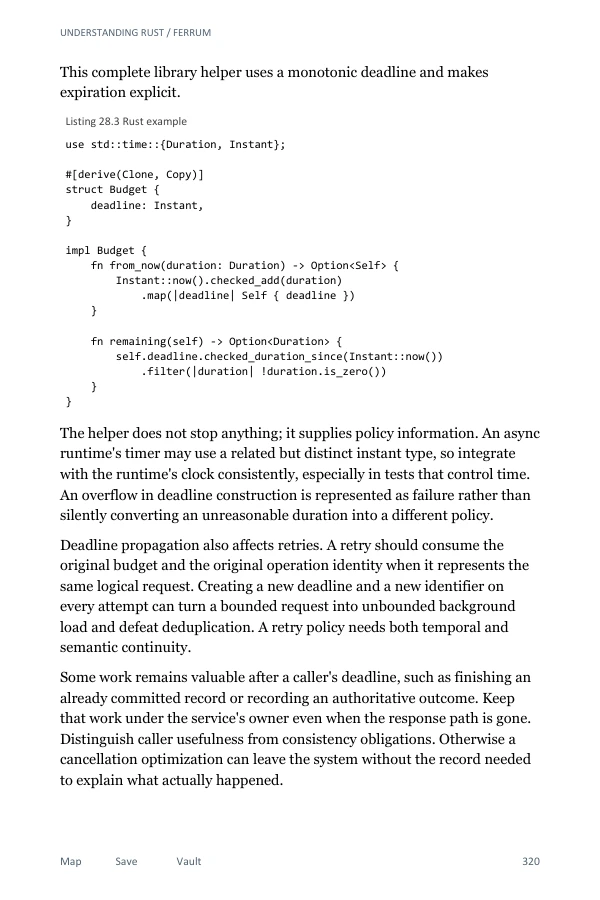 UNDERSTANDING RUST / FERRUM
This complete library helper uses a monotonic deadline and makes
expiration explicit.
Listing 28.3 Rust example
use std::time::{Duration, Instant};
#[derive(Clone, Copy)]
struct Budget {
    deadline: Instant,
}
impl Budget {
    fn from_now(duration: Duration) -> Option<Self> {
        Instant::now().checked_add(duration)
            .map(|deadline| Self { deadline })
    }
    fn remaining(self) -> Option<Duration> {
        self.deadline.checked_duration_since(Instant::now())
            .filter(|duration| !duration.is_zero())
    }
}
The helper does not stop anything; it supplies policy information. An async
runtime's timer may use a related but distinct instant type, so integrate
with the runtime's clock consistently, especially in tests that control time.
An overflow in deadline construction is represented as failure rather than
silently converting an unreasonable duration into a different policy.
Deadline propagation also affects retries. A retry should consume the
original budget and the original operation identity when it represents the
same logical request. Creating a new deadline and a new identifier on
every attempt can turn a bounded request into unbounded background
load and defeat deduplication. A retry policy needs both temporal and
semantic continuity.
Some work remains valuable after a caller's deadline, such as finishing an
already committed record or recording an authoritative outcome. Keep
that work under the service's owner even when the response path is gone.
Distinguish caller usefulness from consistency obligations. Otherwise a
cancellation optimization can leave the system without the record needed
to explain what actually happened.
Map Save Vault 320